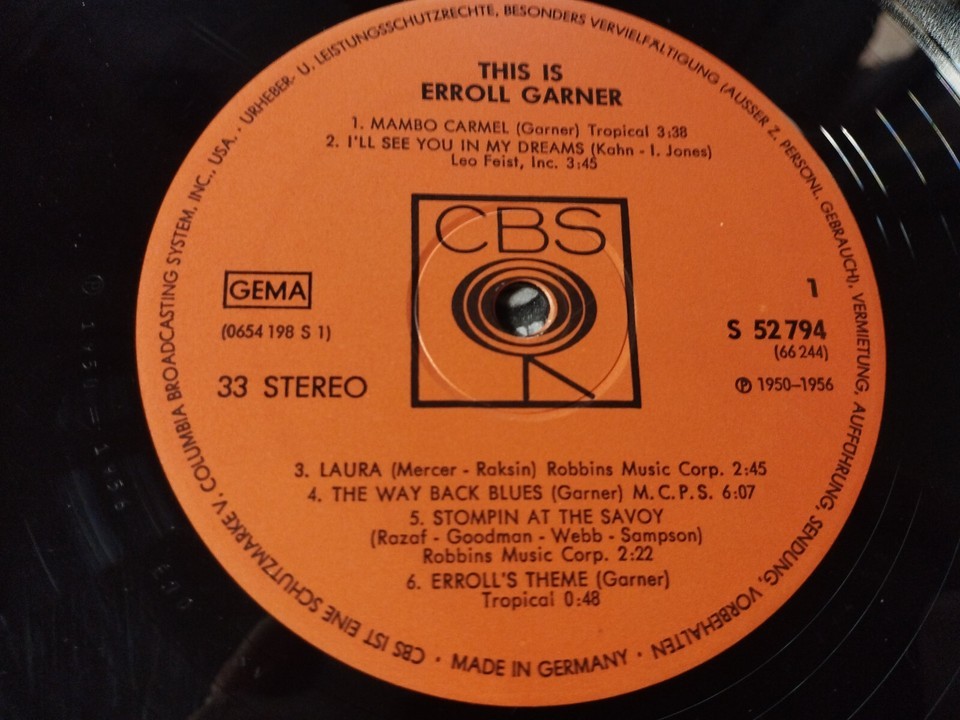 THIS IS
ERROLL GARNER
1. MAMBO CARMEL (Garner) Tropical 3:38
2. I'LL SEE YOU IN MY DREAMS (Kahn - I. Jones)
Leo Feist, Inc. 3:45
CBS
GEMA
(0654 198 S 1)
33 STEREO
1
S 52 794
(66 244)
Ⓟ 1950–1956
3. LAURA (Mercer - Raksin) Robbins Music Corp. 2:45
4. THE WAY BACK BLUES (Garner) M.C.P.S. 6:07
5. STOMPIN AT THE SAVOY
(Razaf - Goodman - Webb - Sampson)
Robbins Music Corp. 2:22
6. ERROLL'S THEME (Garner)
Tropical 0:48
CBS IST EINE SCHUTZMARKE V. COLUMBIA BROADCASTING SYSTEM, INC., USA. · URHEBER- U. LEISTUNGSSCHUTZRECHTE, BESONDERS VERVIELFÄLTIGUNG (AUSSER Z. PERSÖNL. GEBRAUCH), VERMIETUNG, AUFFÜHRUNG, SENDUNG, VORBEHALTEN · MADE IN GERMANY ·